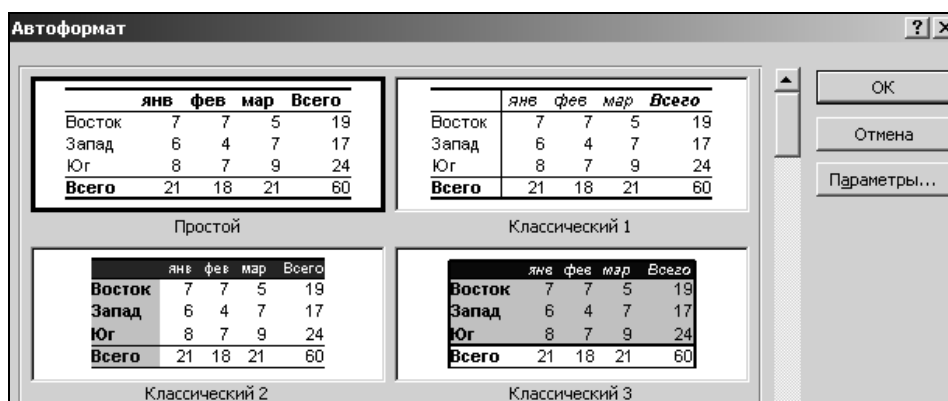 Автоформат
янв фев мар Всего
Восток 7 7 5 19
Запад 6 4 7 17
Юг 8 7 9 24
Всего 21 18 21 60
Простой
янв фев мар Всего
Восток 7 7 5 19
Запад 6 4 7 17
Юг 8 7 9 24
Всего 21 18 21 60
Классический 1
янв фев мар Всего
Восток 7 7 5 19
Запад 6 4 7 17
Юг 8 7 9 24
Всего 21 18 21 60
Классический 2
янв фев мар Всего
Восток 7 7 5 19
Запад 6 4 7 17
Юг 8 7 9 24
Всего 21 18 21 60
Классический 3
ОК
Отмена
Параметры...